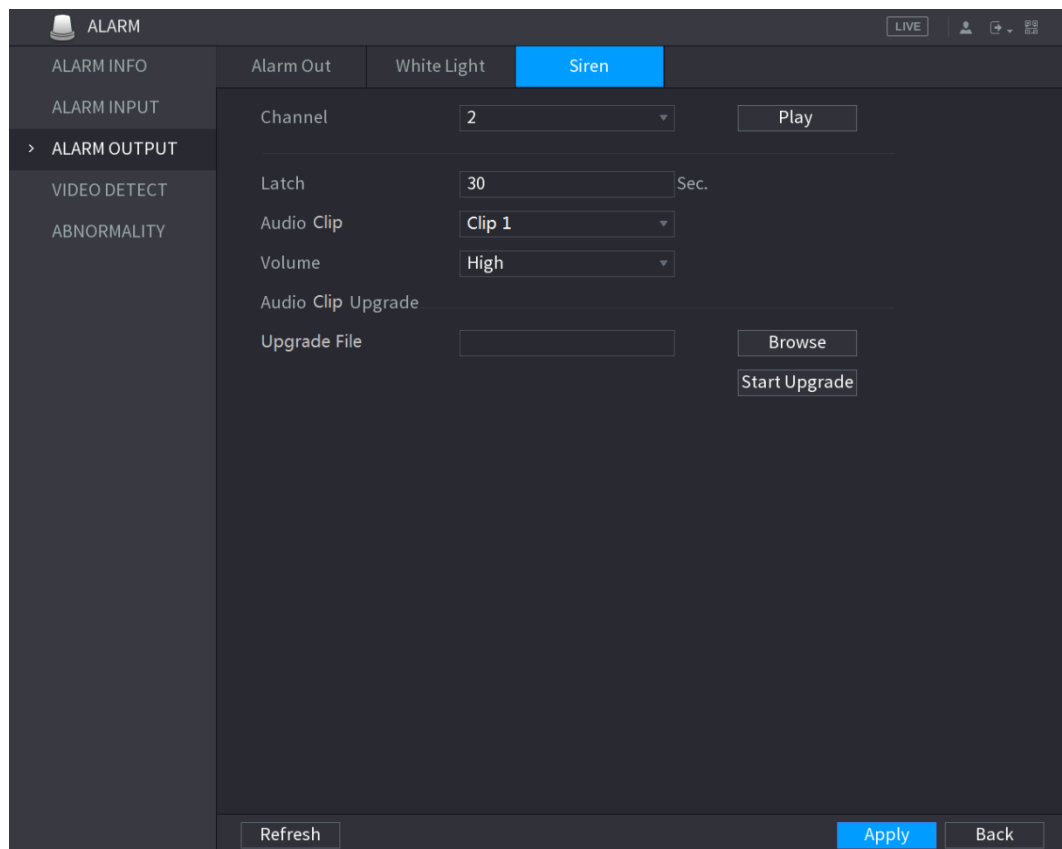 ALARM LIVE
ALARM INFO
ALARM INPUT
ALARM OUTPUT
VIDEO DETECT
ABNORMALITY
Alarm Out White Light Siren
Channel 2 Play
Latch 30 Sec.
Audio Clip Clip 1
Volume High
Audio Clip Upgrade
Upgrade File Browse
Start Upgrade
Refresh Apply Back